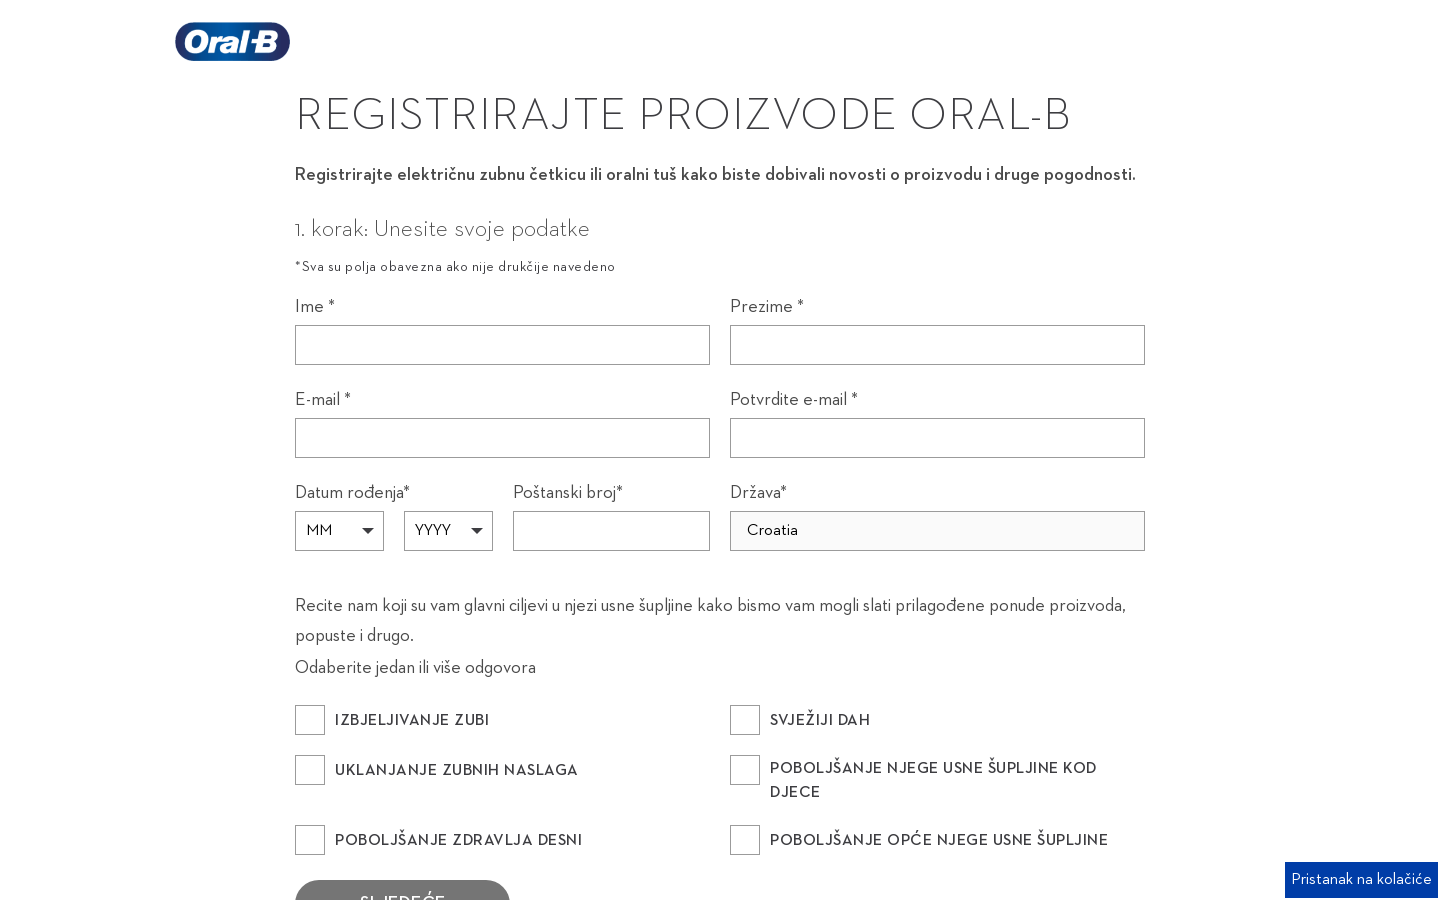 Oral-B
REGISTRIRAJTE PROIZVODE ORAL-B
Registrirajte električnu zubnu četkicu ili oralni tuš kako biste dobivali novosti o proizvodu i druge pogodnosti.
1. korak: Unesite svoje podatke
*Sva su polja obavezna ako nije drukčije navedeno
Ime *
Prezime *
E-mail *
Potvrdite e-mail *
Datum rođenja*
Poštanski broj*
Država*
MM
YYYY
Croatia
Recite nam koji su vam glavni ciljevi u njezi usne šupljine kako bismo vam mogli slati prilagođene ponude proizvoda,
popuste i drugo.
Odaberite jedan ili više odgovora
IZBJELJIVANJE ZUBI
SVJEŽIJI DAH
UKLANJANJE ZUBNIH NASLAGA
POBOLJŠANJE NJEGE USNE ŠUPLJINE KOD
DJECE
POBOLJŠANJE ZDRAVLJA DESNI
POBOLJŠANJE OPĆE NJEGE USNE ŠUPLJINE
SLJEDEĆE
Pristanak na kolačiće